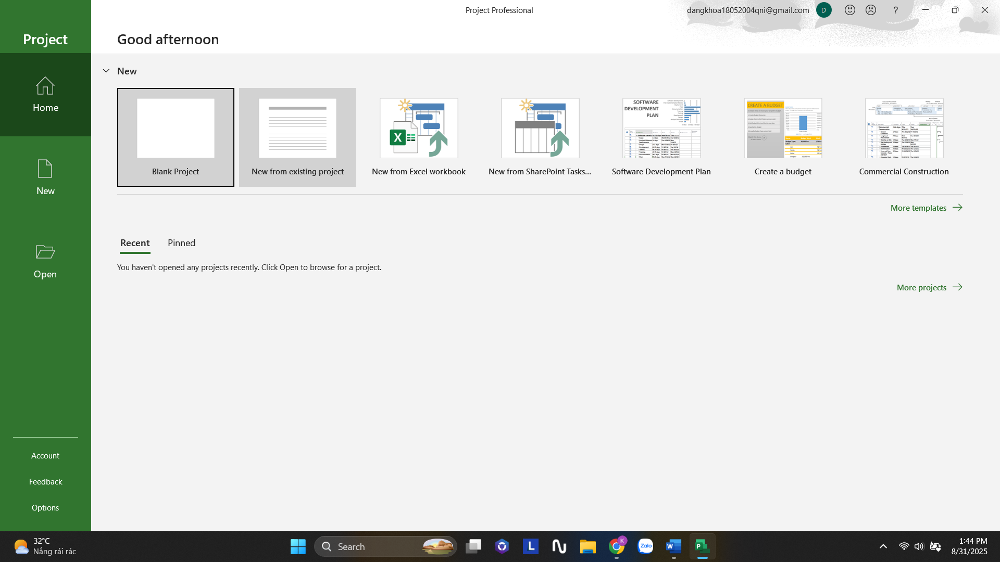 Project Professional
dangkhoa18052004qni@gmail.com
D
?
Project
Good afternoon
Home
New
Open
New
SOFTWARE
DEVELOPMENT
PLAN
CREATE A BUDGET
Blank Project
New from existing project
New from Excel workbook
New from SharePoint Tasks...
Software Development Plan
Create a budget
Commercial Construction
More templates
Recent
Pinned
You haven't opened any projects recently. Click Open to browse for a project.
More projects
Account
Feedback
Options
32°C
Nắng rải rác
Search
L
K
Zalo
W
P
1:44 PM
8/31/2025